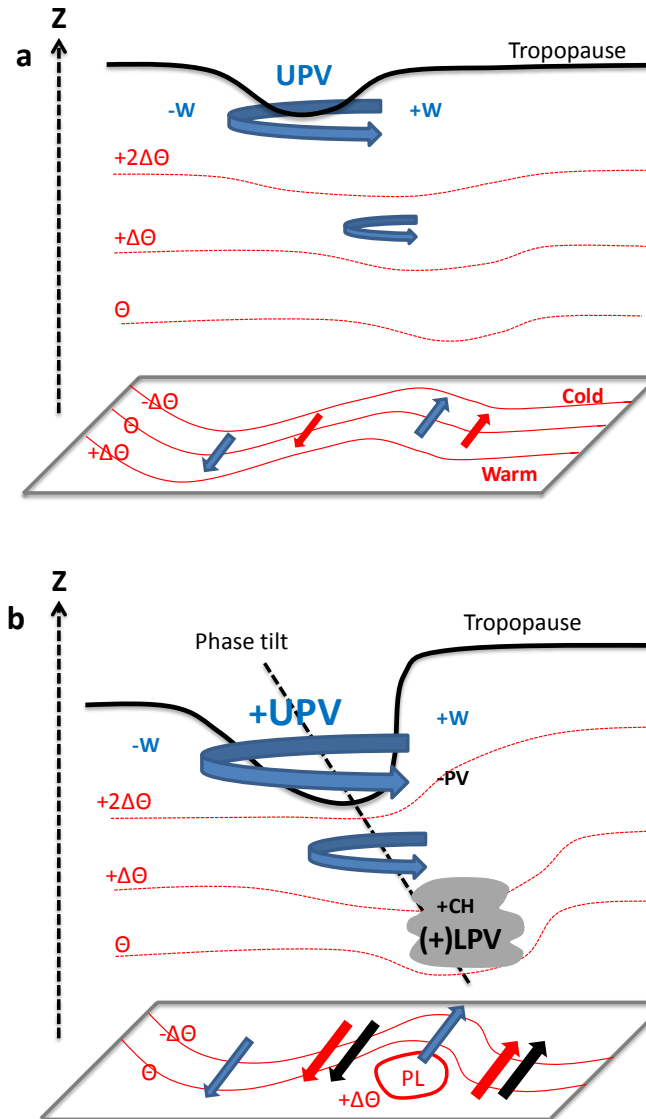 Z
a
Tropopause
UPV
-W
+W
+2ΔΘ
+ΔΘ
Θ
-ΔΘ
Cold
Θ
+ΔΘ
Warm
Z
b
Tropopause
Phase tilt
+UPV
+W
-W
-PV
+2ΔΘ
+ΔΘ
+CH
(+)LPV
Θ
-ΔΘ
Θ
PL
+ΔΘ